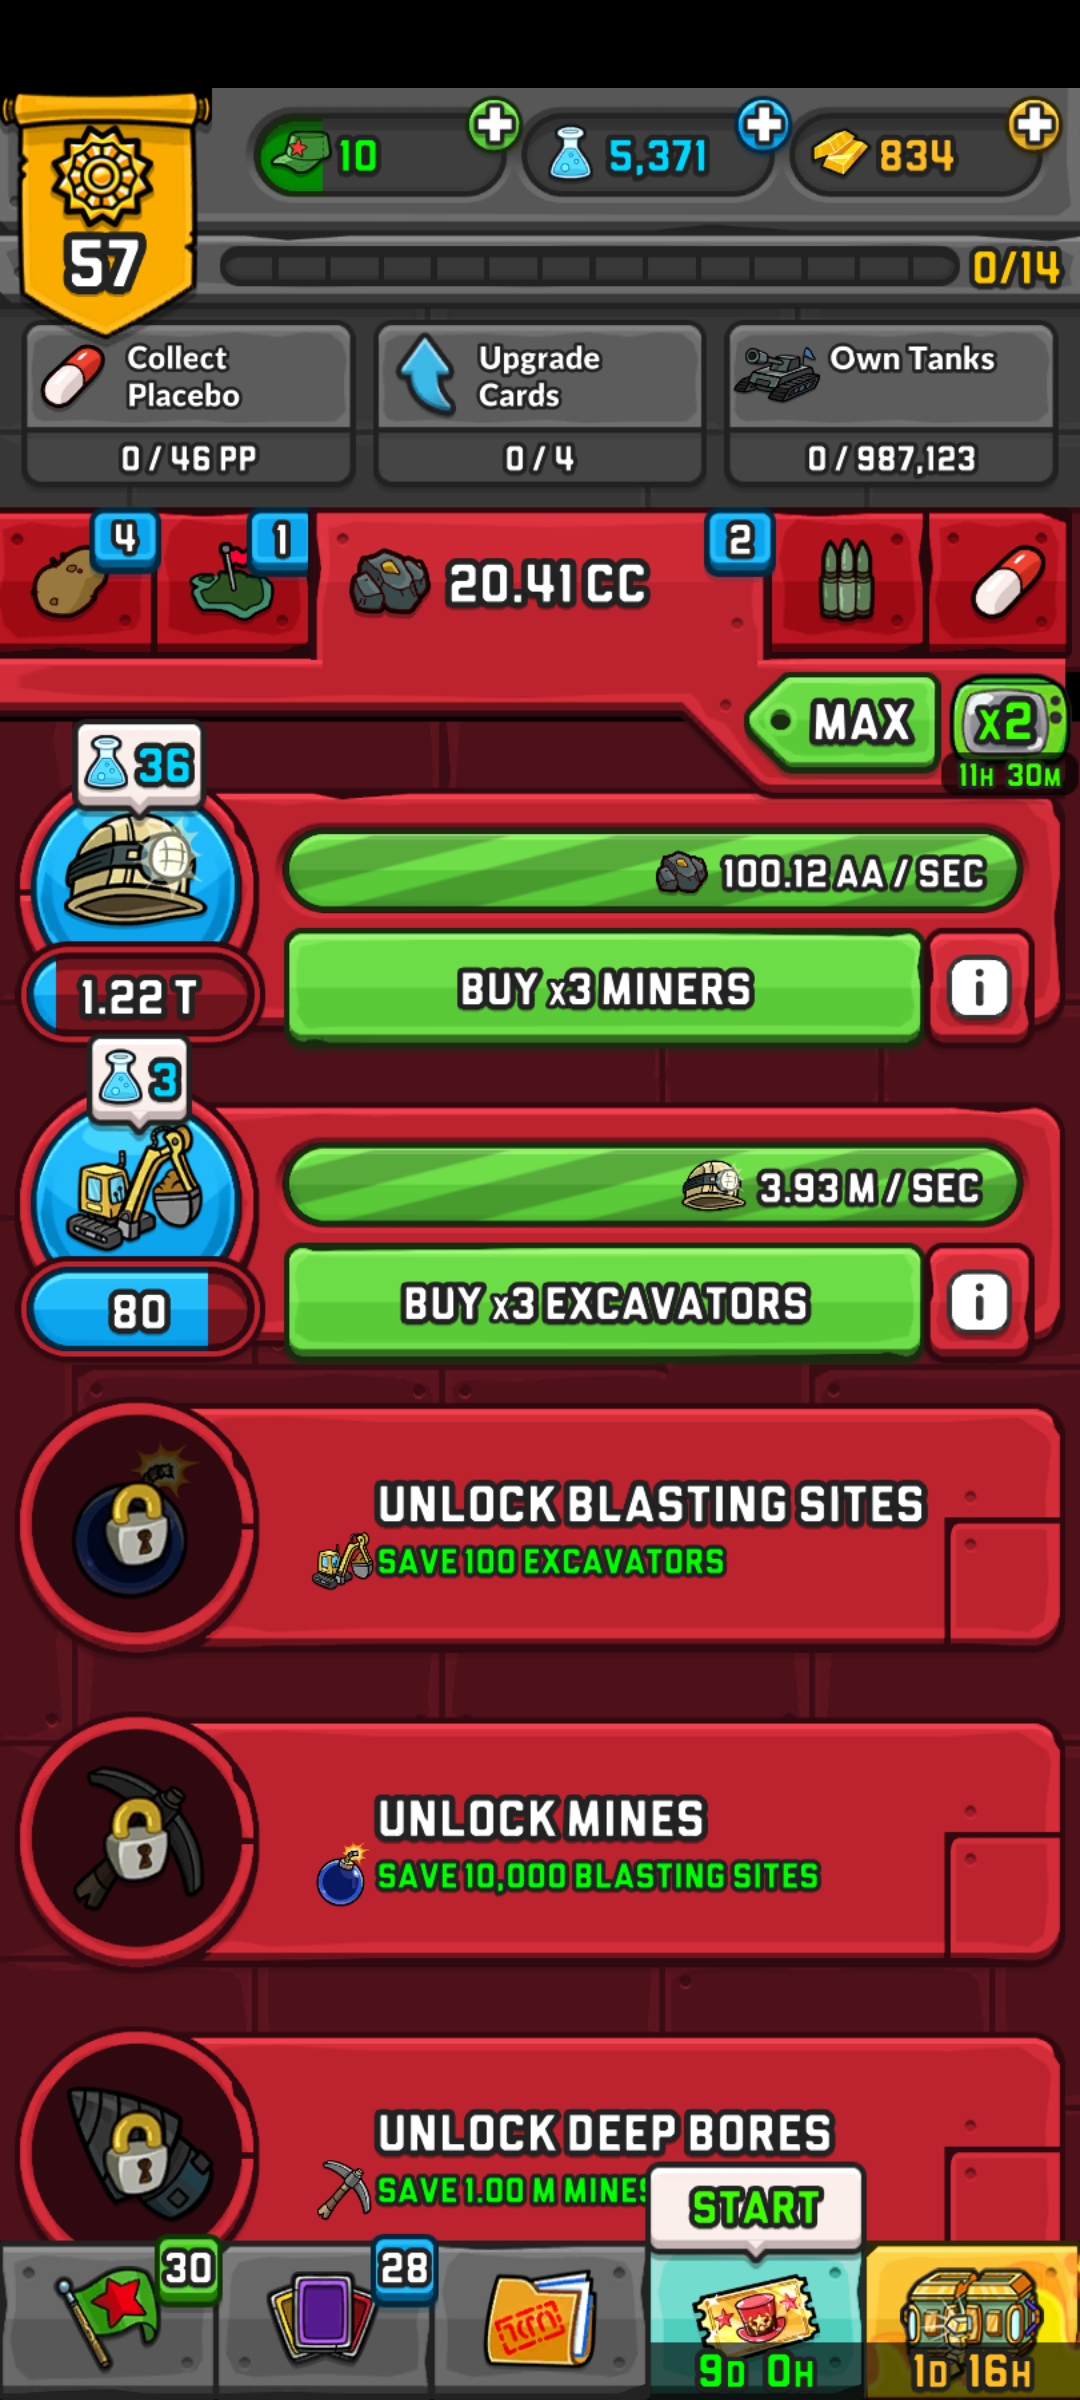 10
5,371
834
57
0/14
Collect
Placebo
0 / 46 PP
Upgrade
Cards
0 / 4
Own Tanks
0 / 987,123
4
1
20.41 CC
2
MAX
x2
11H 30M
36
100.12 AA / SEC
1.22 T
BUY x3 MINERS
i
3
3.93 M / SEC
80
BUY x3 EXCAVATORS
i
UNLOCK BLASTING SITES
SAVE 100 EXCAVATORS
UNLOCK MINES
SAVE 10,000 BLASTING SITES
UNLOCK DEEP BORES
SAVE 1.00 M MINES
START
30
28
9D 0H
1D 16H